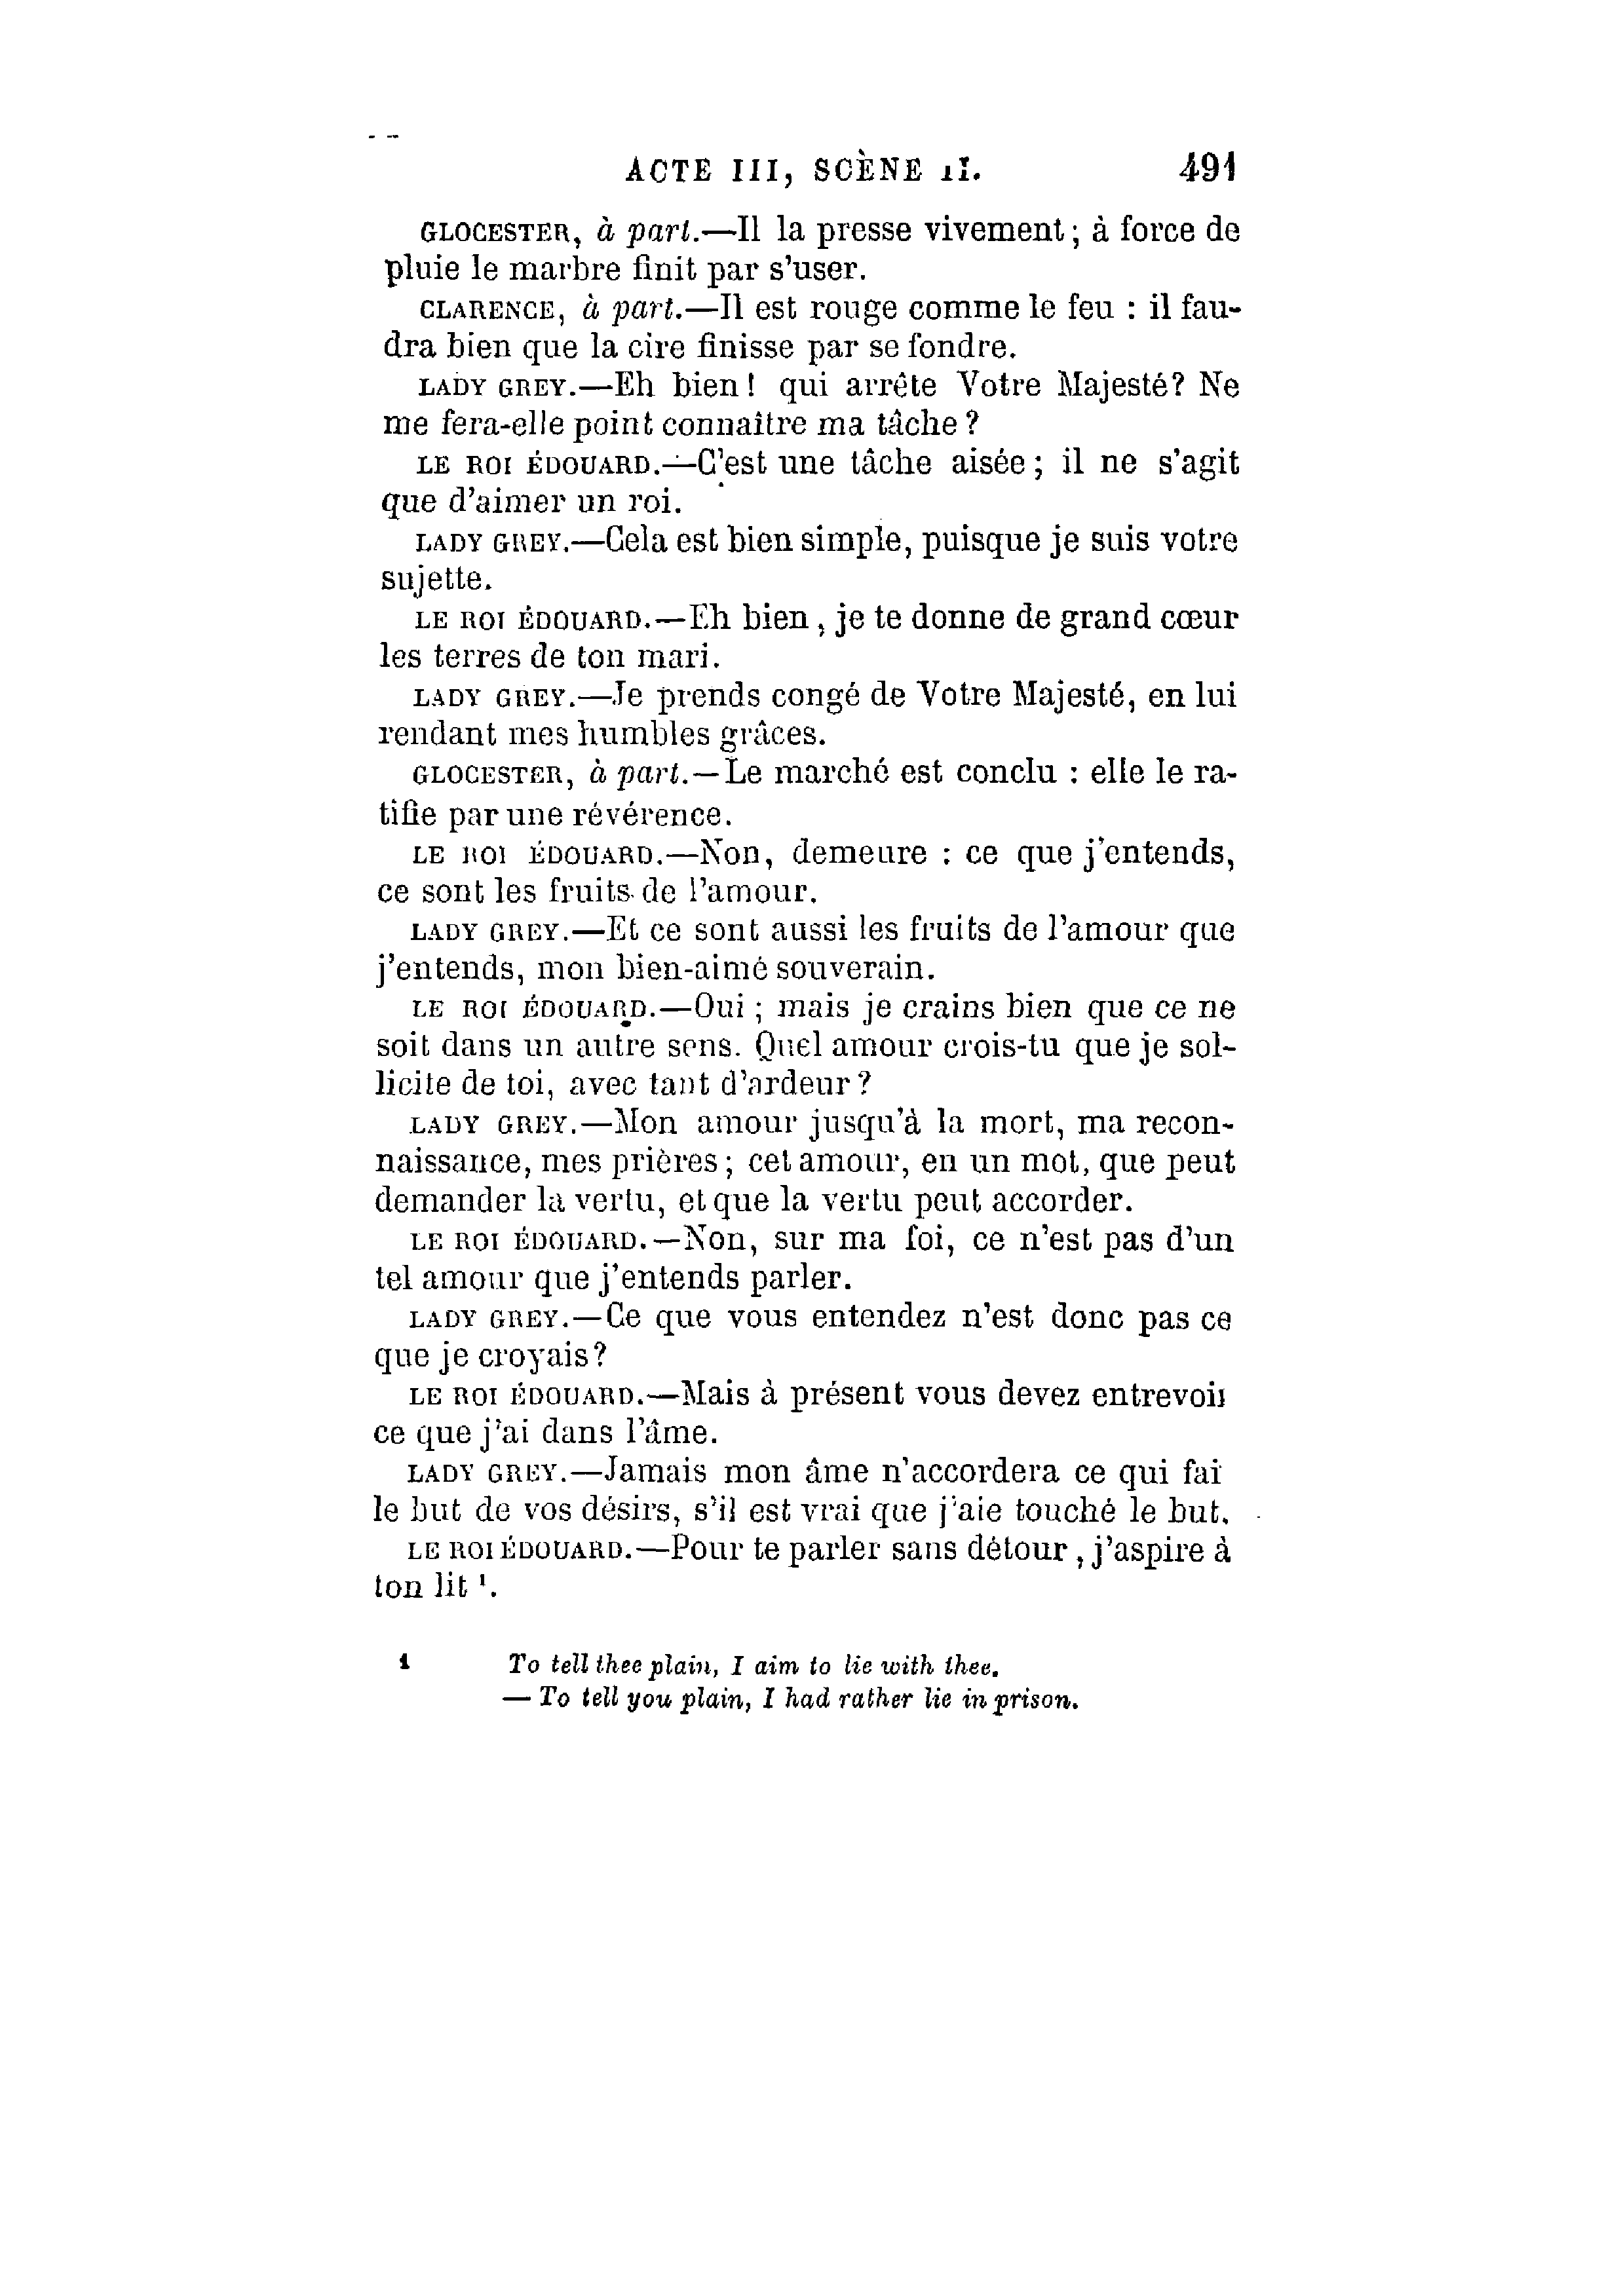 ACTE III, SCÈNE II. 491
GLOCESTER, à part.—Il la presse vivement; à force de
pluie le marbre finit par s'user.
CLARENCE, à part.—Il est rouge comme le feu : il fau-
dra bien que la cire finisse par se fondre.
LADY GREY.—Eh bien! qui arrête Votre Majesté? Ne
me fera-elle point connaître ma tâche?
LE ROI ÉDOUARD.—C'est une tâche aisée; il ne s'agit
que d'aimer un roi.
LADY GREY.—Cela est bien simple, puisque je suis votre
sujette.
LE ROI ÉDOUARD.—Eh bien, je te donne de grand cœur
les terres de ton mari.
LADY GREY.—Je prends congé de Votre Majesté, en lui
rendant mes humbles grâces.
GLOCESTER, à part.—Le marché est conclu : elle le ra-
tifie par une révérence.
LE ROI ÉDOUARD.—Non, demeure : ce que j'entends,
ce sont les fruits de l'amour.
LADY GREY.—Et ce sont aussi les fruits de l'amour que
j'entends, mon bien-aimé souverain.
LE ROI ÉDOUARD.—Oui; mais je crains bien que ce ne
soit dans un autre sens. Quel amour crois-tu que je sol-
licite de toi, avec tant d'ardeur?
LADY GREY.—Mon amour jusqu'à la mort, ma recon-
naissance, mes prières; cet amour, en un mot, que peut
demander la vertu, et que la vertu peut accorder.
LE ROI ÉDOUARD.—Non, sur ma foi, ce n'est pas d'un
tel amour que j'entends parler.
LADY GREY.—Ce que vous entendez n'est donc pas ce
que je croyais?
LE ROI ÉDOUARD.—Mais à présent vous devez entrevoir
ce que j'ai dans l'âme.
LADY GREY.—Jamais mon âme n'accordera ce qui fai
le but de vos désirs, s'il est vrai que j'aie touché le but.
LE ROI ÉDOUARD.—Pour te parler sans détour, j'aspire à
ton lit ¹.
1 To tell thee plain, I aim to lie with thee.
— To tell you plain, I had rather lie in prison.